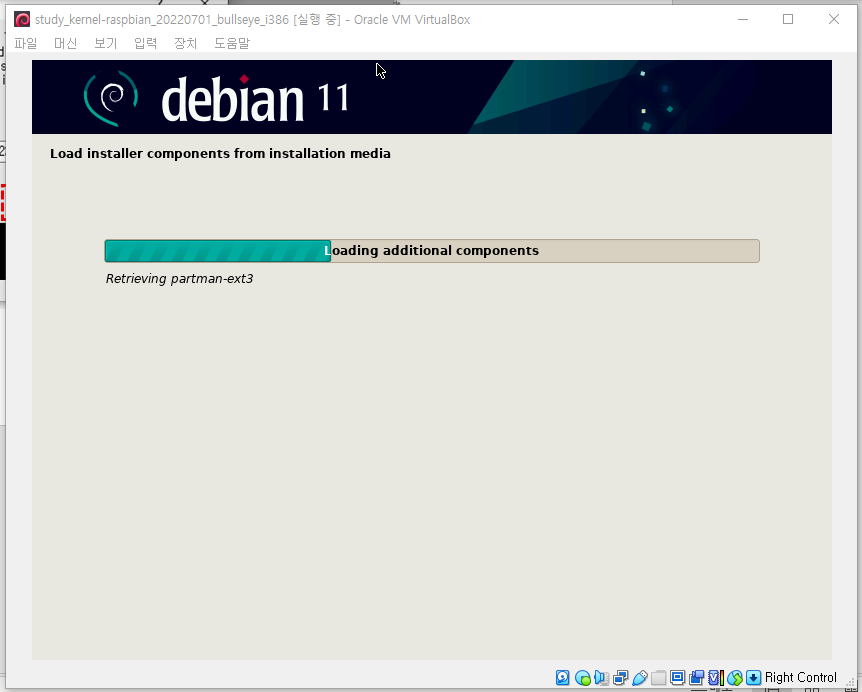 study_kernel-raspbian_20220701_bullseye_i386 [실행 중] - Oracle VM VirtualBox
파일 머신 보기 입력 장치 도움말
debian 11
Load installer components from installation media
Loading additional components
Retrieving partman-ext3
Right Control